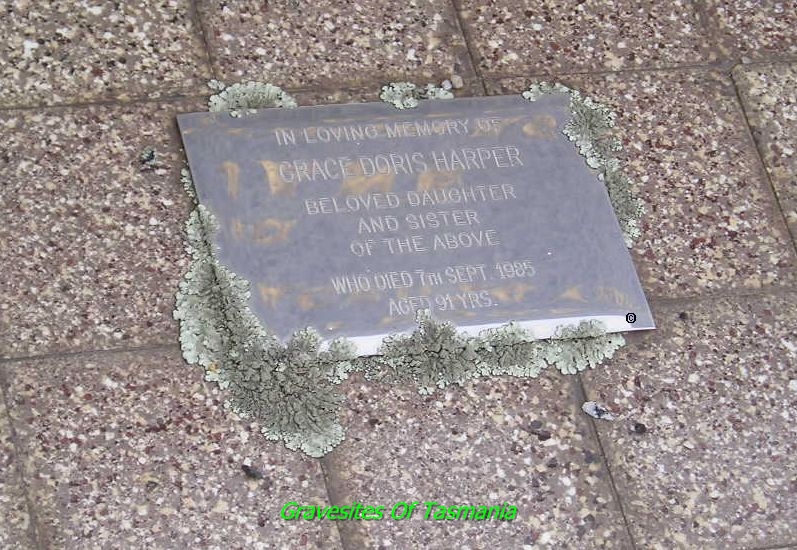 IN LOVING MEMORY OF
GRACE DORIS HARPER
BELOVED DAUGHTER
AND SISTER
OF THE ABOVE
WHO DIED 7TH SEPT. 1985
AGED 91 YRS.
©
Gravesites Of Tasmania